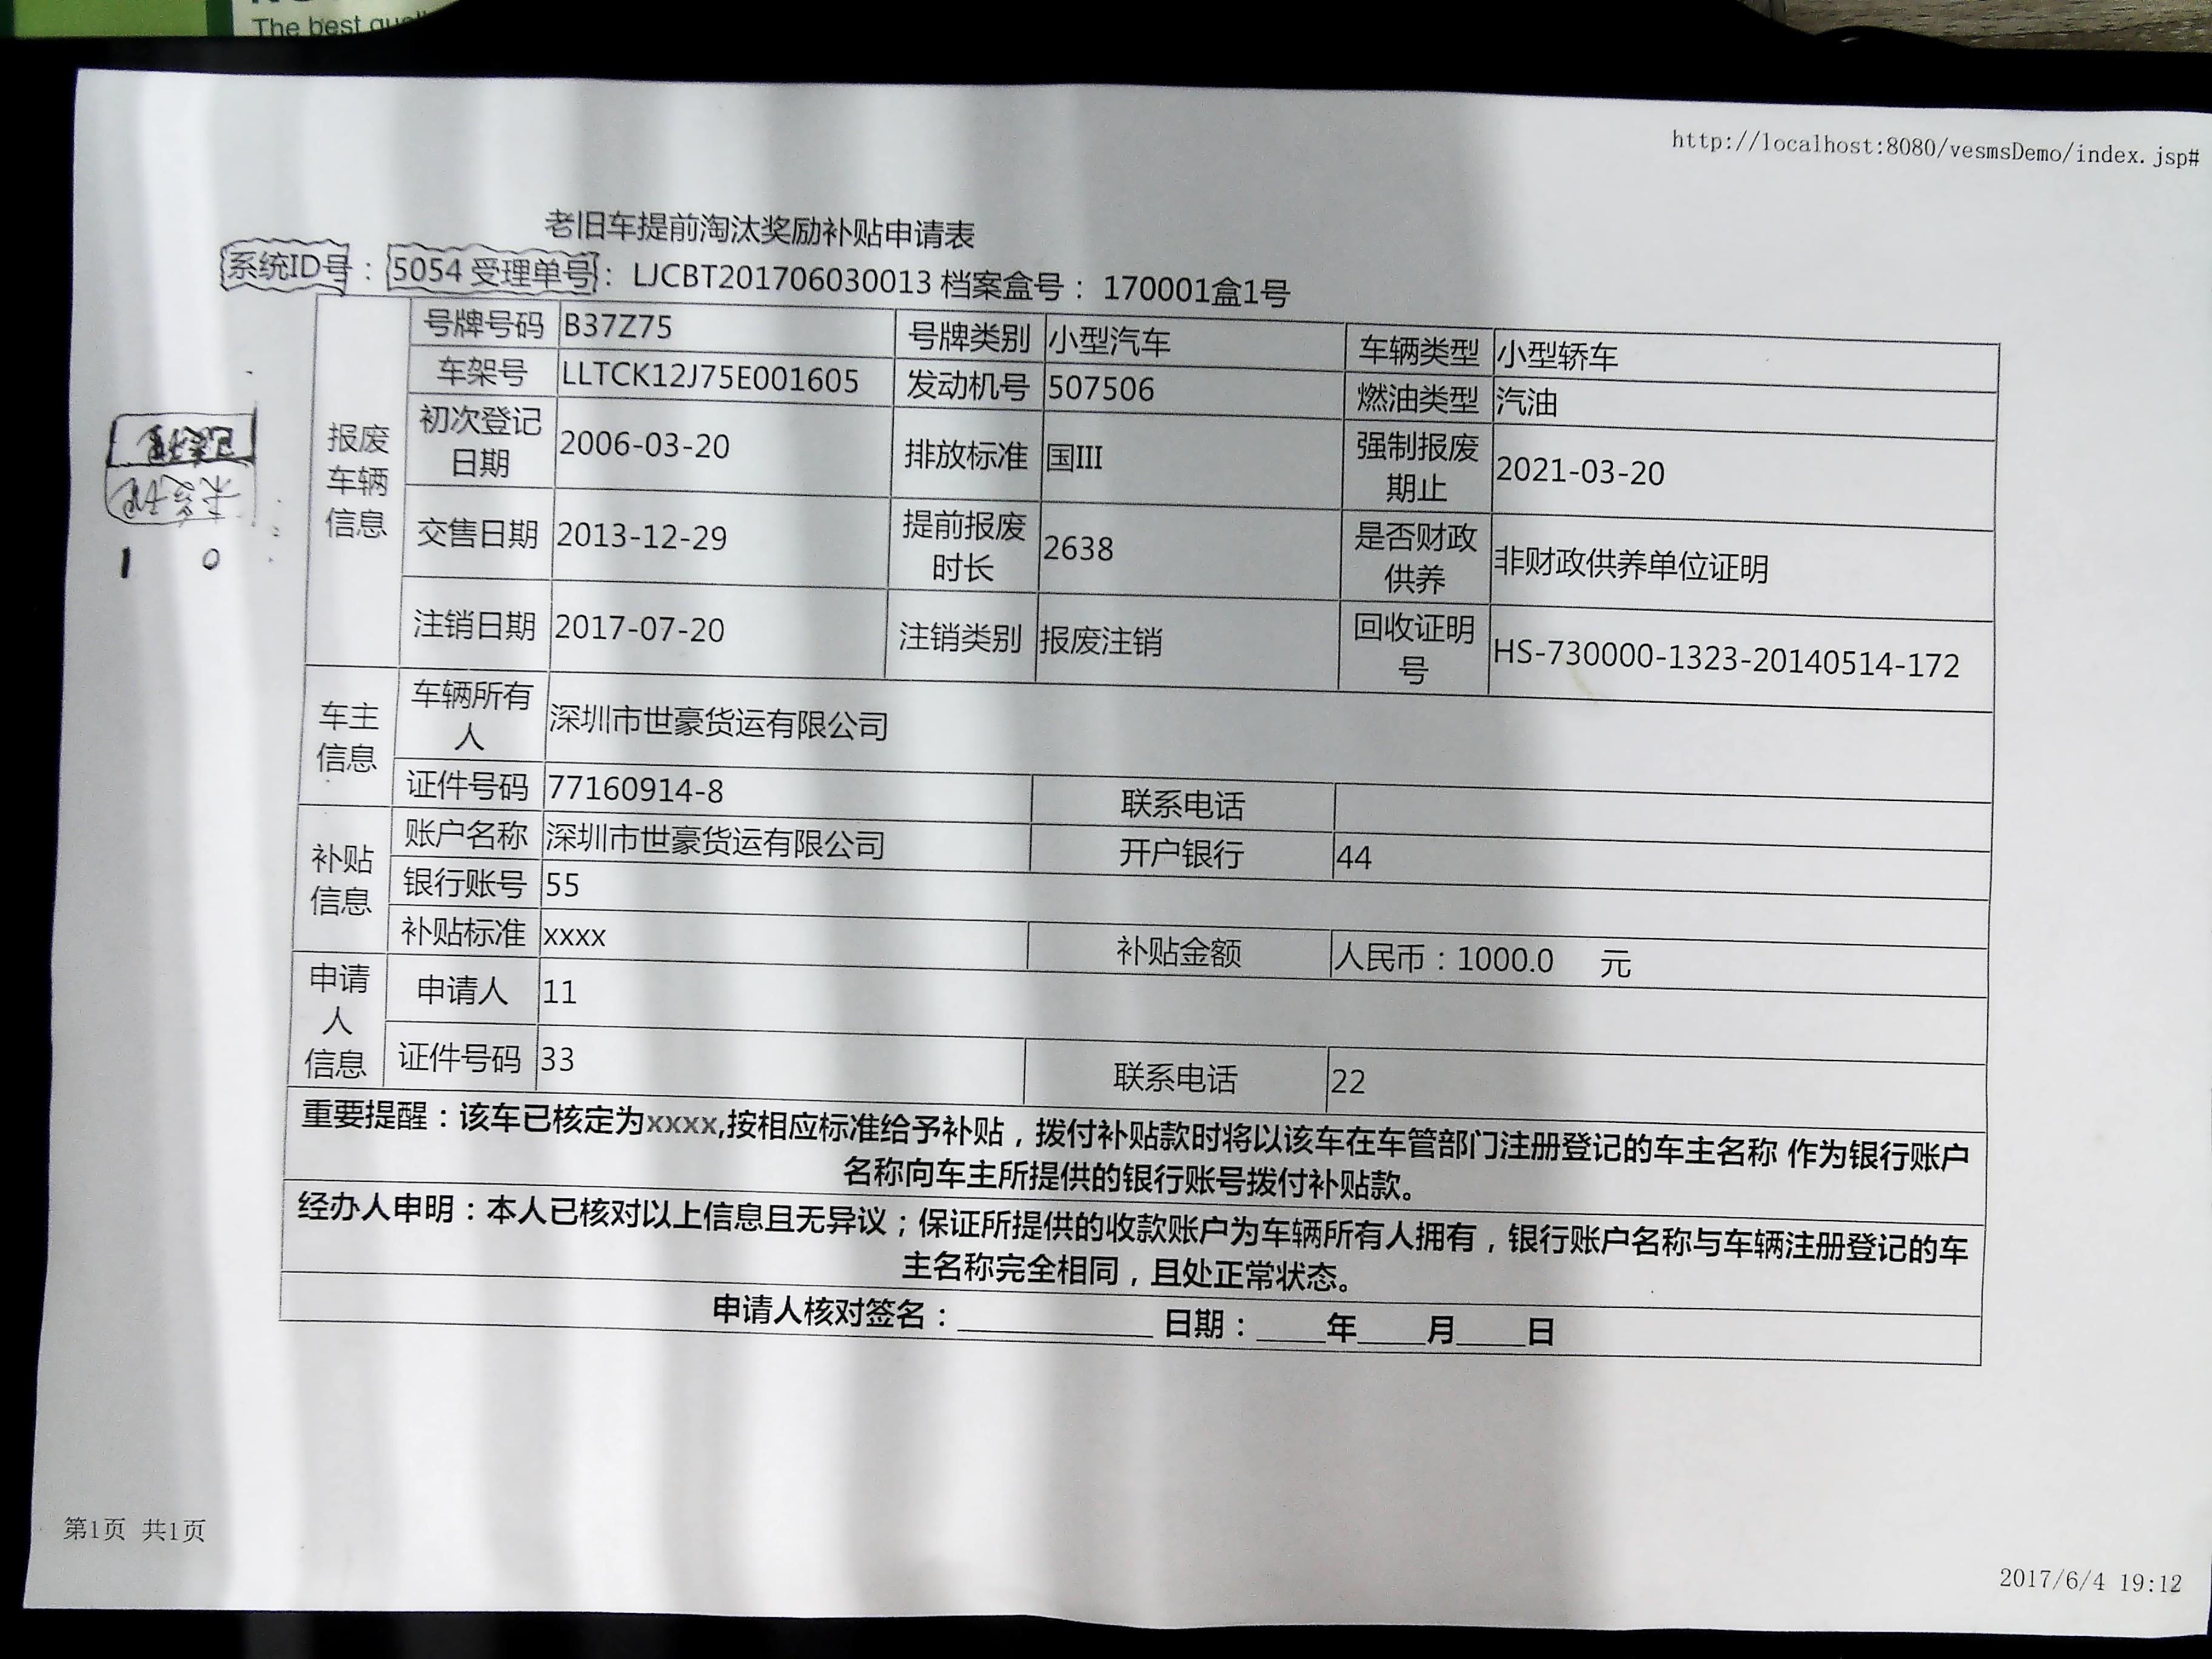 The best
http://localhost:8080/vesmsDemo/index.jsp#
老旧车提前淘汰奖励补贴申请表
系统ID号：5054 受理单号：LJCBT201706030013 档案盒号：170001盒1号
报废车辆信息
号牌号码 B37Z75 号牌类别 小型汽车 车辆类型 小型轿车
车架号 LLTCK12J75E001605 发动机号 507506 燃油类型 汽油
初次登记日期 2006-03-20 排放标准 国III 强制报废期止 2021-03-20
交售日期 2013-12-29 提前报废时长 2638 是否财政供养 非财政供养单位证明
注销日期 2017-07-20 注销类别 报废注销 回收证明号 HS-730000-1323-20140514-172
车主信息
车辆所有人 深圳市世豪货运有限公司
证件号码 77160914-8 联系电话
补贴信息
账户名称 深圳市世豪货运有限公司 开户银行 44
银行账号 55
补贴标准 xxxx 补贴金额 人民币：1000.0 元
申请人信息
申请人 11
证件号码 33 联系电话 22
重要提醒：该车已核定为xxxx,按相应标准给予补贴，拨付补贴款时将以该车在车管部门注册登记的车主名称 作为银行账户
名称向车主所提供的银行账号拨付补贴款。
经办人申明：本人已核对以上信息且无异议；保证所提供的收款账户为车辆所有人拥有，银行账户名称与车辆注册登记的车
主名称完全相同，且处正常状态。
申请人核对签名：____________ 日期：____年____月____日
1 0
第1页 共1页
2017/6/4 19:12